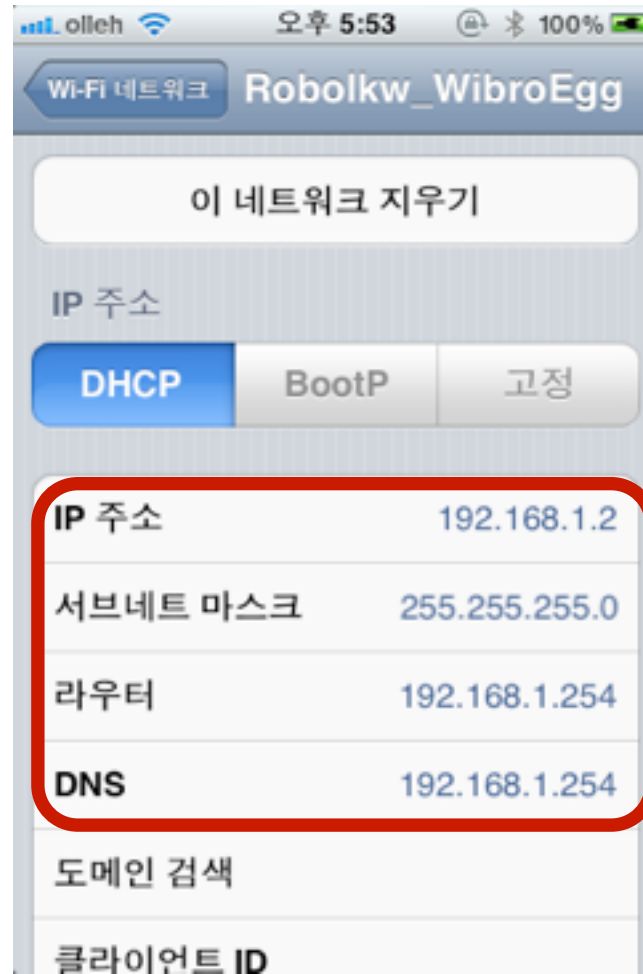 olleh 오후 5:53 100%
Wi-Fi 네트워크 Robolkw_WibroEgg
이 네트워크 지우기
IP 주소
DHCP BootP 고정
IP 주소 192.168.1.2
서브네트 마스크 255.255.255.0
라우터 192.168.1.254
DNS 192.168.1.254
도메인 검색
클라이언트 ID